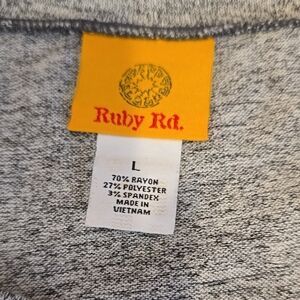 Ruby Rd.
L
70% RAYON
27% POLYESTER
3% SPANDEX
MADE IN
VIETNAM